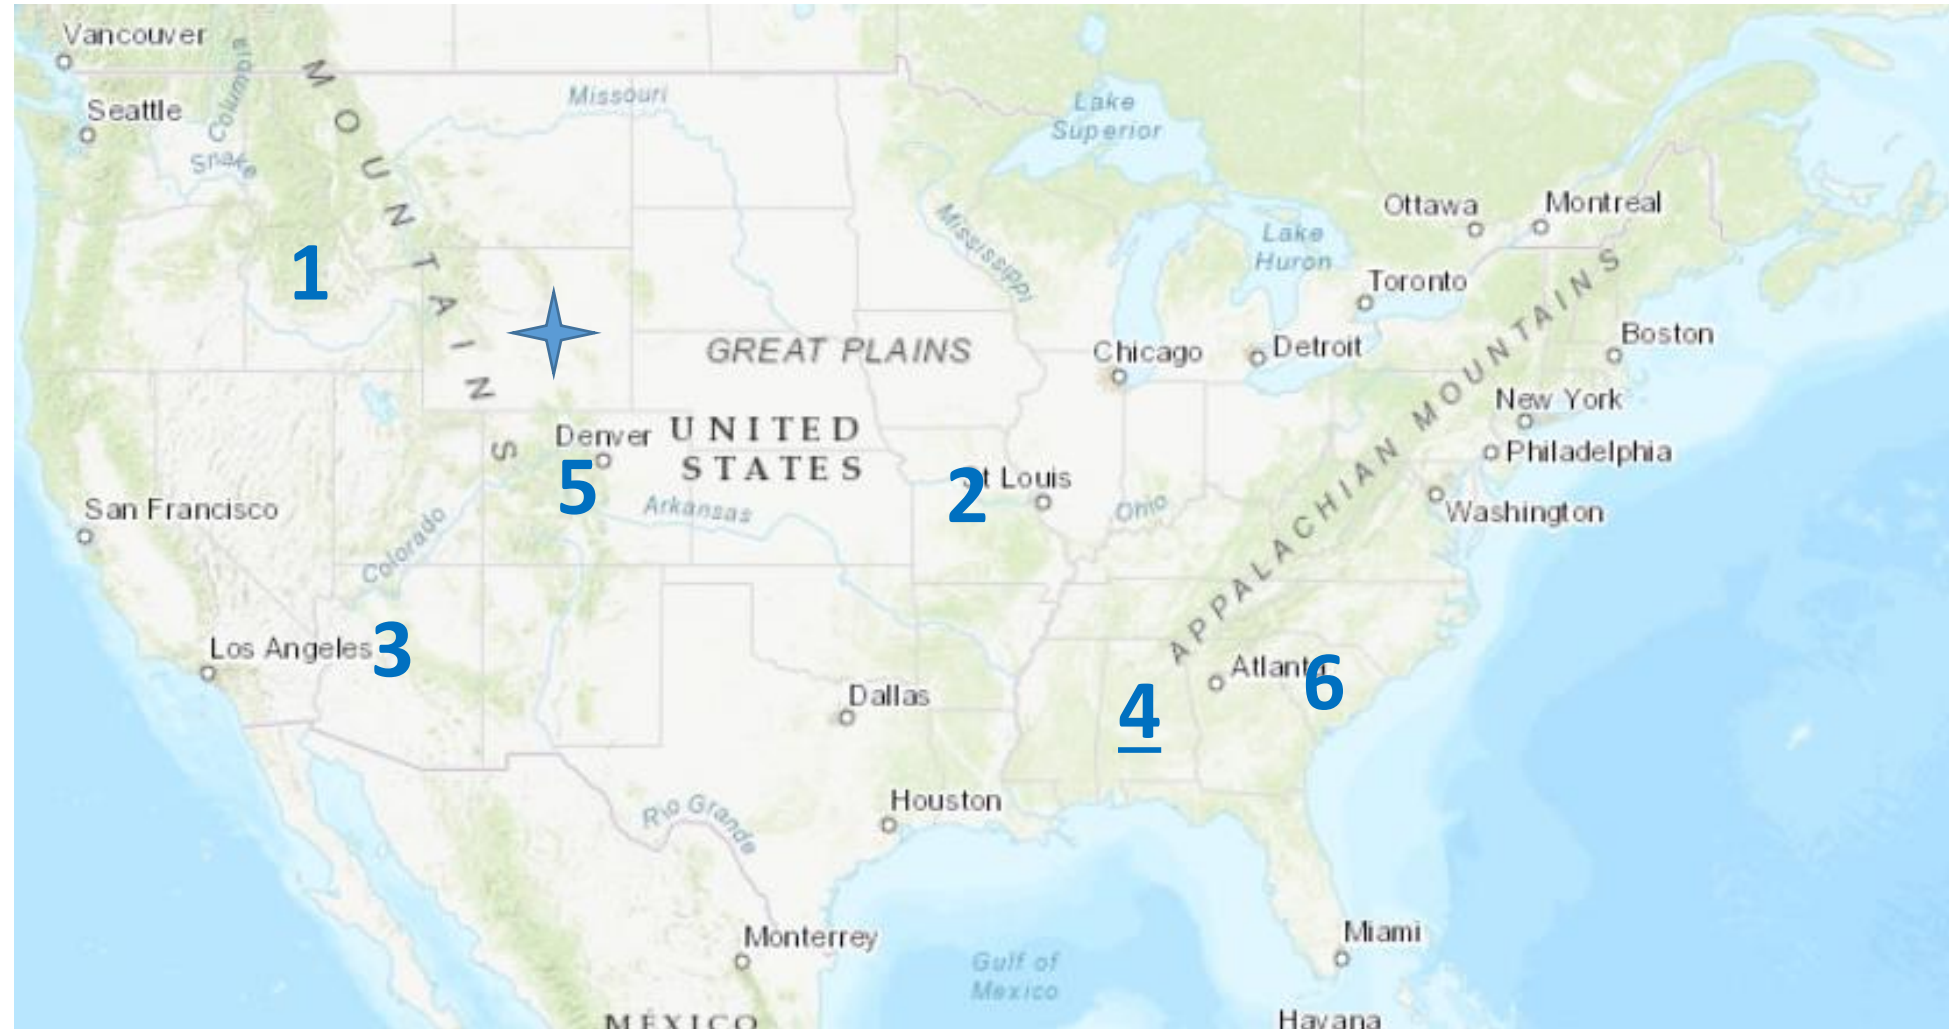 Vancouver
Columbia
MOUNTAINS
Seattle
Missouri
Lake
Superior
Snake
Ottawa
Montreal
Mississippi
Lake
Huron
1
Toronto
Boston
GREAT PLAINS
Chicago
Detroit
APPALACHIAN MOUNTAINS
New York
Denver
UNITED
STATES
Philadelphia
5
2
t Louis
San Francisco
Arkansas
Ohio
Washington
Colorado
Los Angeles
3
Atlanta
6
4
Dallas
Houston
Rio Grande
Monterrey
Miami
Gulf of
Mexico
MÉXICO
Havana